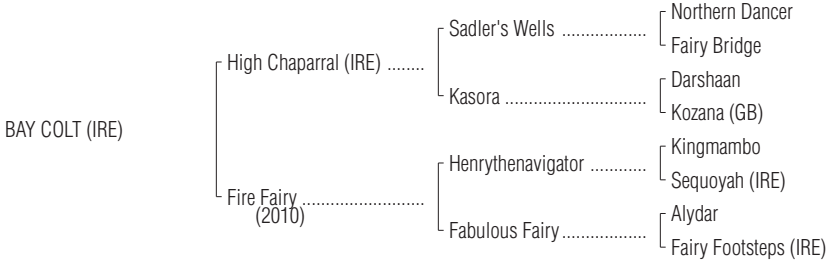 Northern Dancer
Sadler's Wells ..................
Fairy Bridge
High Chaparral (IRE) ........
Darshaan
Kasora ..............................
Kozana (GB)
BAY COLT (IRE)
Kingmambo
Henrythenavigator ............
Sequoyah (IRE)
Fire Fairy ..........................
(2010)
Alydar
Fabulous Fairy..................
Fairy Footsteps (IRE)